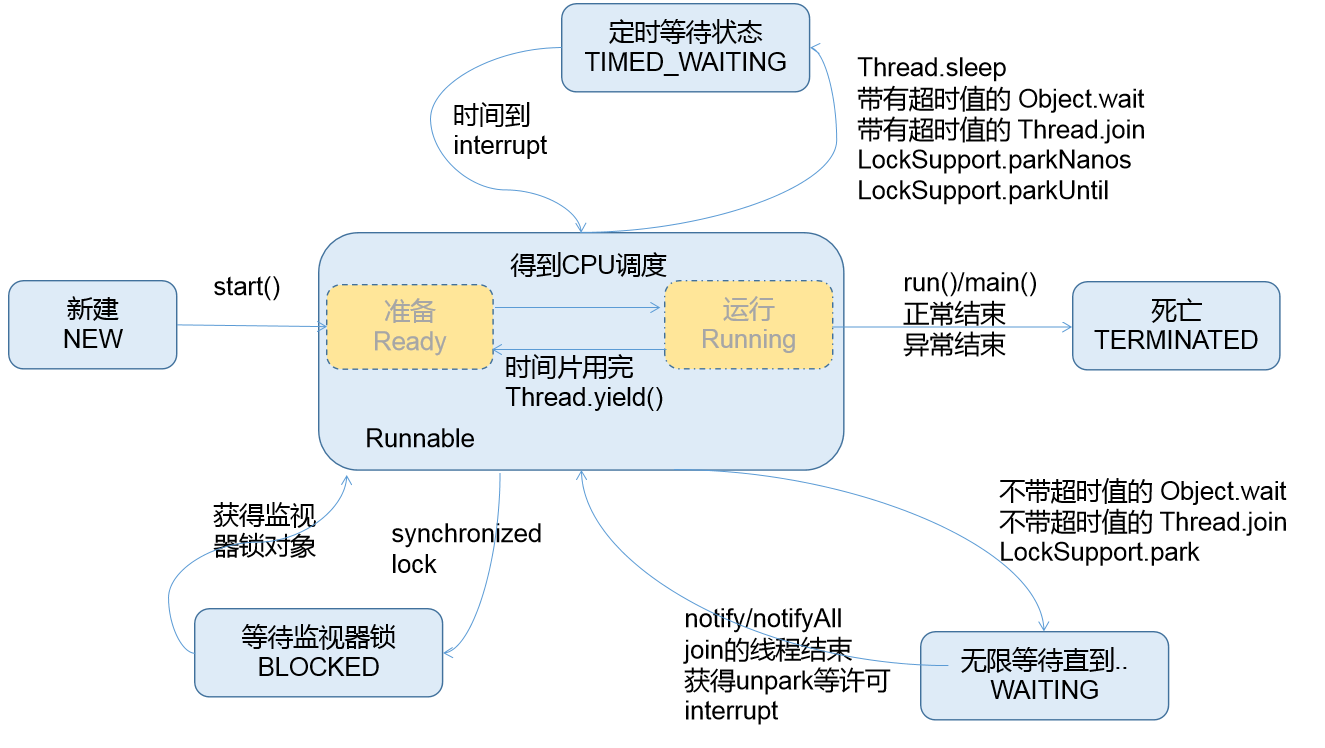 定时等待状态
TIMED_WAITING
Thread.sleep
带有超时值的 Object.wait
带有超时值的 Thread.join
LockSupport.parkNanos
LockSupport.parkUntil
时间到
interrupt
得到CPU调度
新建
NEW
start()
准备
Ready
运行
Running
run()/main()
正常结束
异常结束
死亡
TERMINATED
时间片用完
Thread.yield()
Runnable
获得监视
器锁对象
synchronized
lock
不带超时值的 Object.wait
不带超时值的 Thread.join
LockSupport.park
等待监视器锁
BLOCKED
notify/notifyAll
join的线程结束
获得unpark等许可
interrupt
无限等待直到..
WAITING